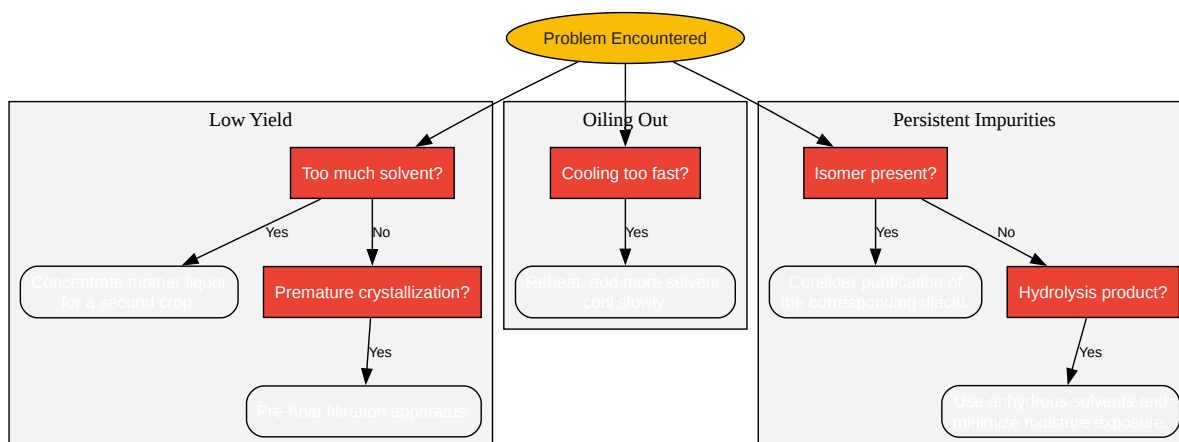 Problem Encountered
Low Yield
Oiling Out
Persistent Impurities
Too much solvent?
Cooling too fast?
Isomer present?
Yes
No
Yes
Yes
No
Concentrate mother liquor
for a second crop.
Premature crystallization?
Reheat, add more solvent,
cool slowly.
Consider purification of
the corresponding diacid.
Hydrolysis product?
Yes
Yes
Pre-heat filtration apparatus.
Use anhydrous solvents and
minimize moisture exposure.